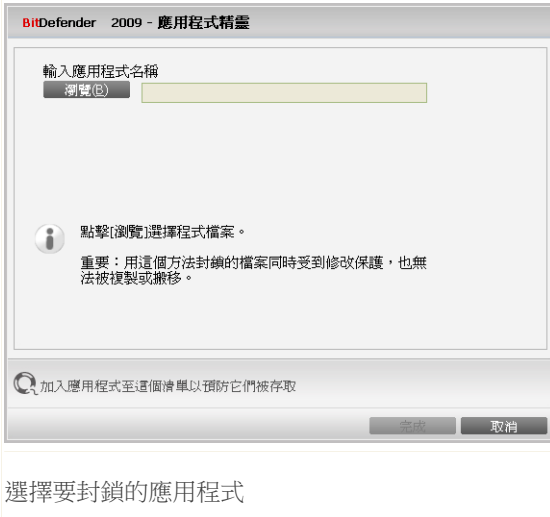 BitDefender 2009 - 應用程式精靈
輸入應用程式名稱
瀏覽(B)
點擊[瀏覽]選擇程式檔案。
重要：用這個方法封鎖的檔案同時受到修改保護，也無
法被複製或搬移。
加入應用程式至這個清單以預防它們被存取
完成 取消
選擇要封鎖的應用程式